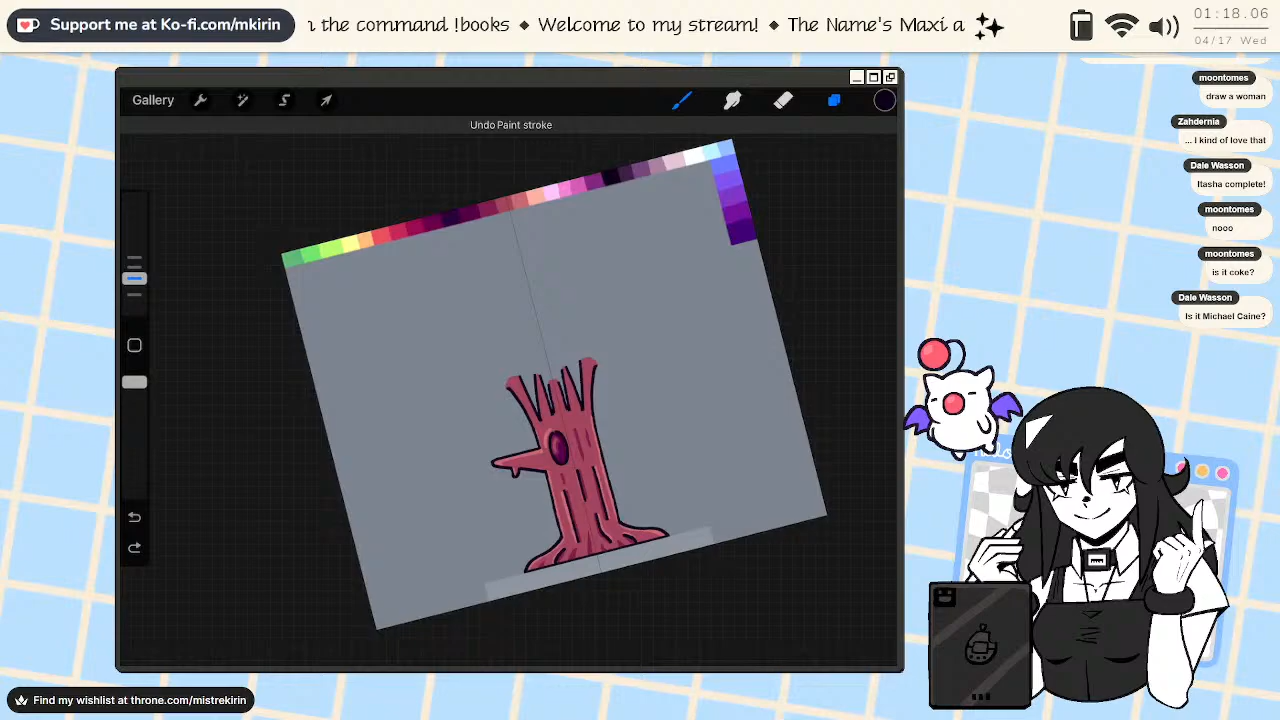 Support me at Ko-fi.com/mkirin
n the command !books ⬥ Welcome to my stream! ⬥ The Name's Maxi a
01:18.06
04/17 Wed
Gallery
Undo Paint stroke
moontomes
draw a woman
Zahdernia
... I kind of love that
Dale Wasson
Itasha complete!
moontomes
nooo
moontomes
is it coke?
Dale Wasson
Is it Michael Caine?
Find my wishlist at throne.com/mistrekirin